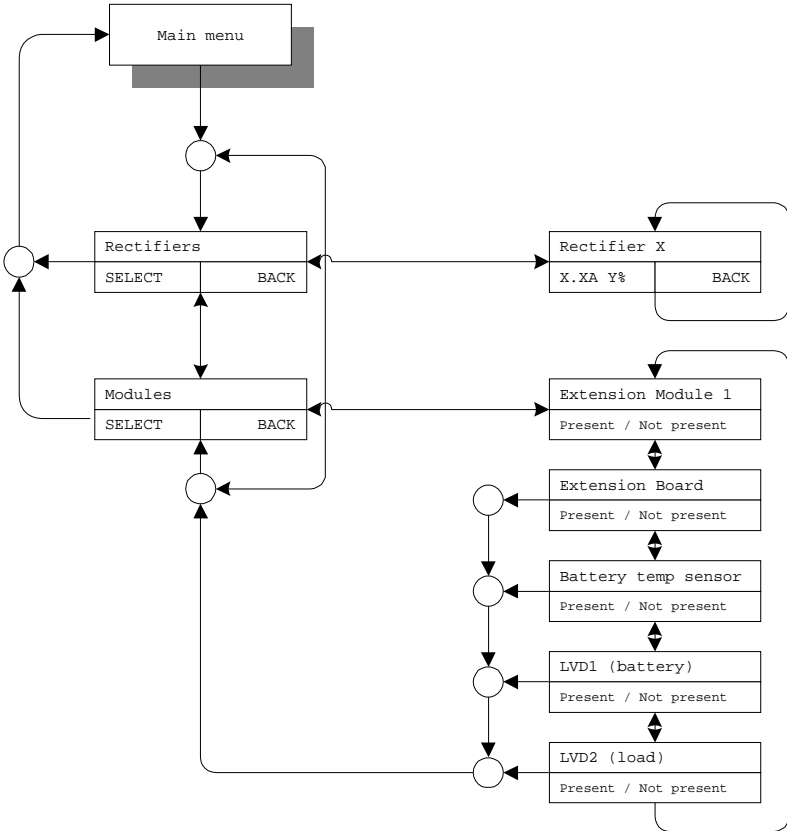 Main menu
Rectifiers
SELECT BACK
Rectifier X
X.XA Y% BACK
Modules
SELECT BACK
Extension Module 1
Present / Not present
Extension Board
Present / Not present
Battery temp sensor
Present / Not present
LVD1 (battery)
Present / Not present
LVD2 (load)
Present / Not present